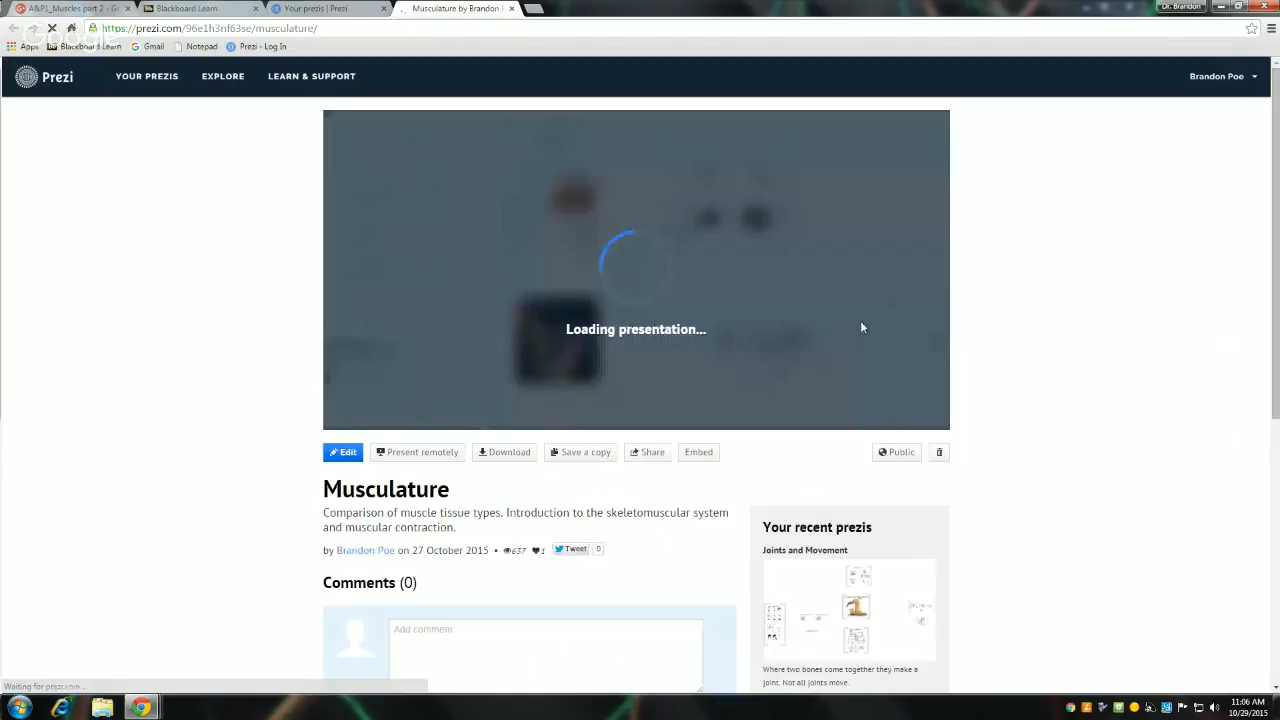 A&P1_Muscles part 2 - Go
Blackboard Learn
Your prezis | Prezi
Musculature by Brandon
Dr. Brandon
https://prezi.com/96e1h3nf63se/musculature/
Apps
Blackboard Learn
Gmail
Notepad
Prezi - Log In
Prezi
YOUR PREZIS
EXPLORE
LEARN & SUPPORT
Brandon Poe
Loading presentation...
Edit
Present remotely
Download
Save a copy
Share
Embed
Public
Musculature
Comparison of muscle tissue types. Introduction to the skeletomuscular system
and muscular contraction.
by Brandon Poe on 27 October 2015 • 637 1 Tweet 0
Your recent prezis
Joints and Movement
Comments (0)
Add comment
Where two bones come together they make a
joint. Not all joints move.
Waiting for prezi.com...
11:06 AM
10/29/2015